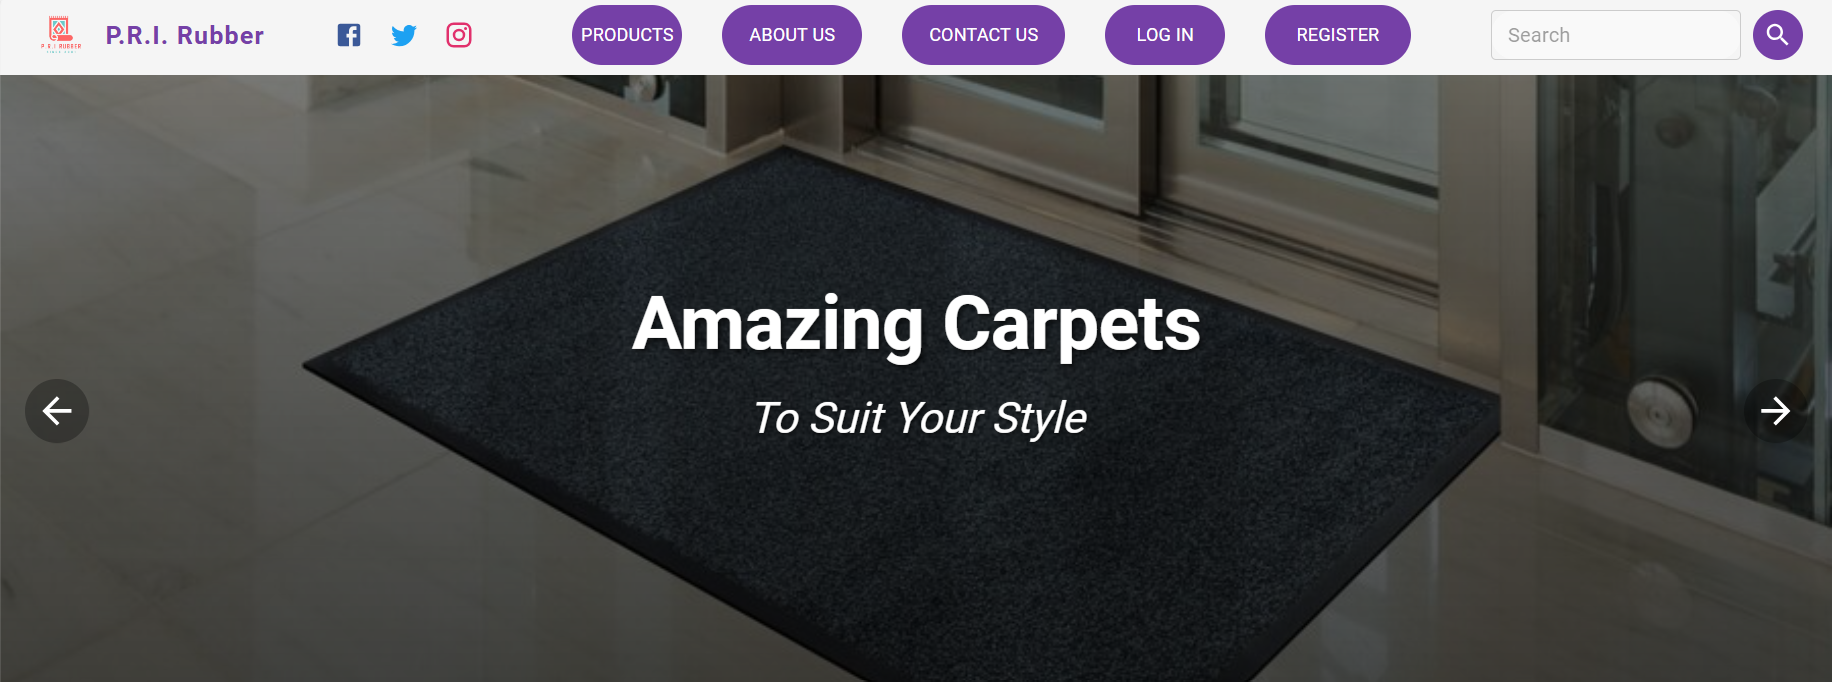 P.R.I RUBBER
P.R.I. Rubber
PRODUCTS
ABOUT US
CONTACT US
LOG IN
REGISTER
Search
Amazing Carpets
To Suit Your Style